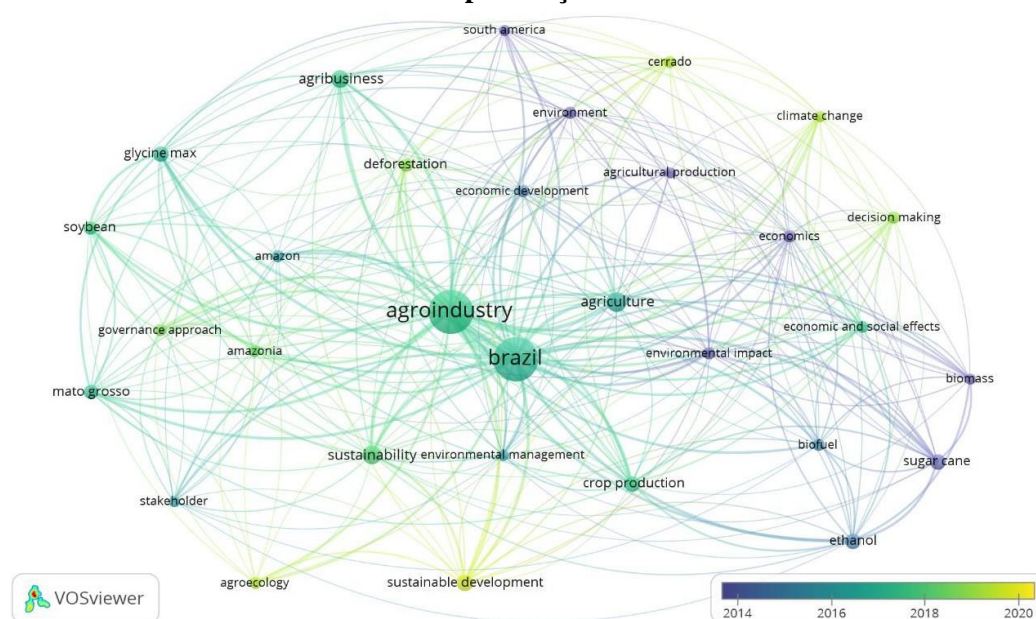 south america
cerrado
agribusiness
environment
climate change
glycine max
deforestation
agricultural production
economic development
soybean
decision making
economics
amazon
agroindustry
agriculture
governance approach
economic and social effects
amazonia
brazil
environmental impact
mato grosso
biomass
sustainability
environmental management
biofuel
sugar cane
crop production
stakeholder
ethanol
agroecology
sustainable development
VOSviewer
2014 2016 2018 2020